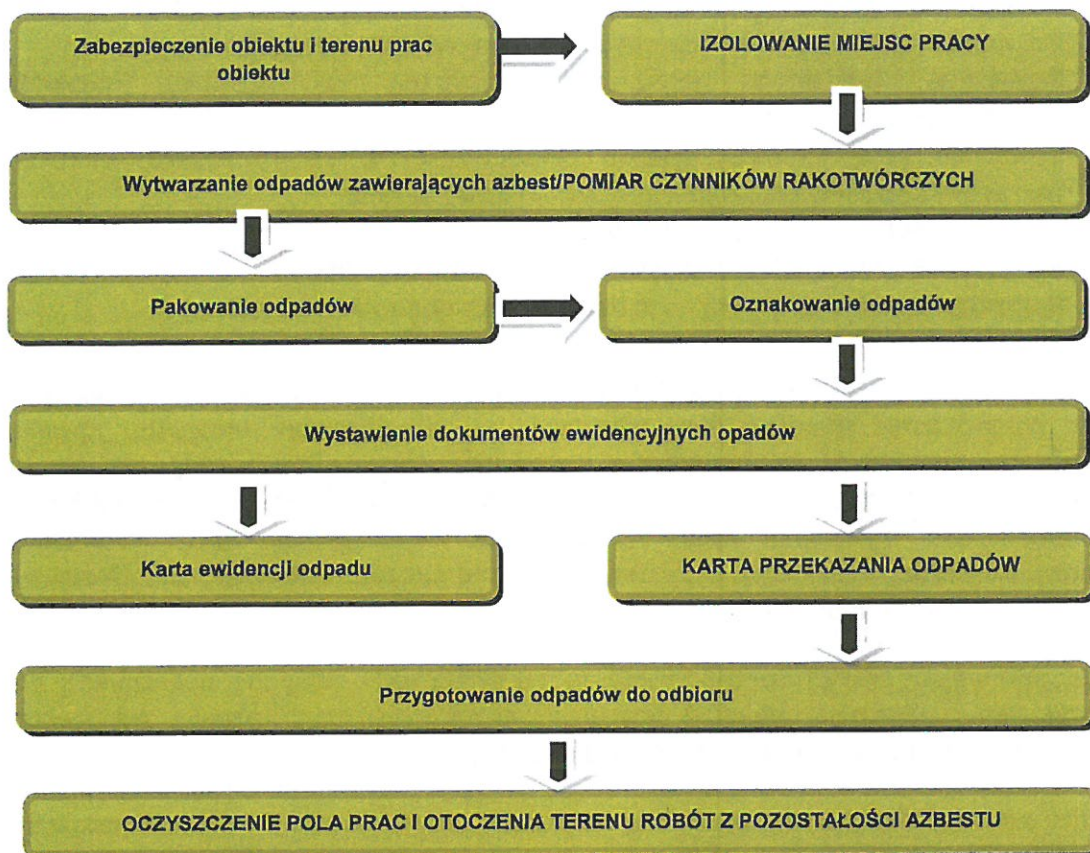 Zabezpieczenie obiektu i terenu prac
obiektu
IZOLOWANIE MIEJSC PRACY
Wytwarzanie odpadów zawierających azbest/POMIAR CZYNNIKÓW RAKOTWÓRCZYCH
Pakowanie odpadów
Oznakowanie odpadów
Wystawienie dokumentów ewidencyjnych opadów
Karta ewidencji odpadu
KARTA PRZEKAZANIA ODPADÓW
Przygotowanie odpadów do odbioru
OCZYSZCZENIE POLA PRAC I OTOCZENIA TERENU ROBÓT Z POZOSTAŁOŚCI AZBESTU